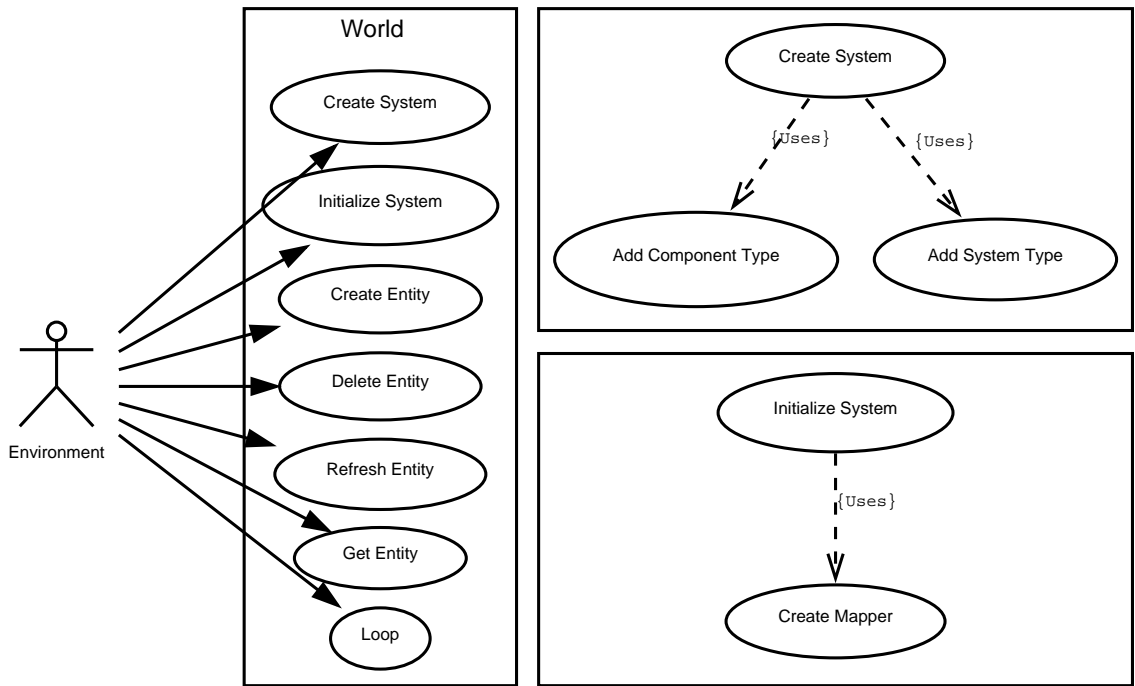 World
Create System
Initialize System
Create Entity
Delete Entity
Refresh Entity
Get Entity
Loop
Environment
Create System
{Uses}
{Uses}
Add Component Type
Add System Type
Initialize System
{Uses}
Create Mapper